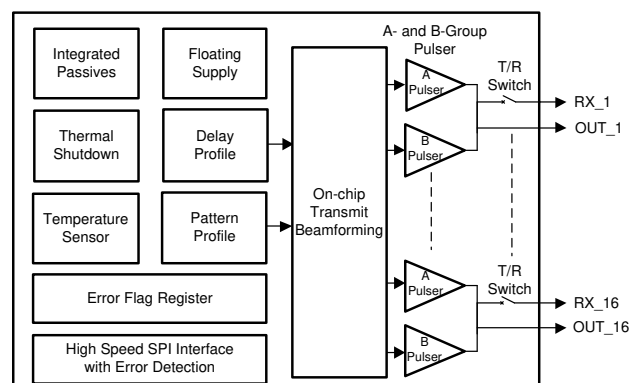 A- and B-Group
Pulser
Integrated
Passives
Floating
Supply
A
Pulser
T/R
Switch
RX_1
Thermal
Shutdown
Delay
Profile
B
Pulser
OUT_1
On-chip
Transmit
Beamforming
Temperature
Sensor
Pattern
Profile
A
Pulser
T/R
Switch
Error Flag Register
RX_16
OUT_16
High Speed SPI Interface
with Error Detection
B
Pulser